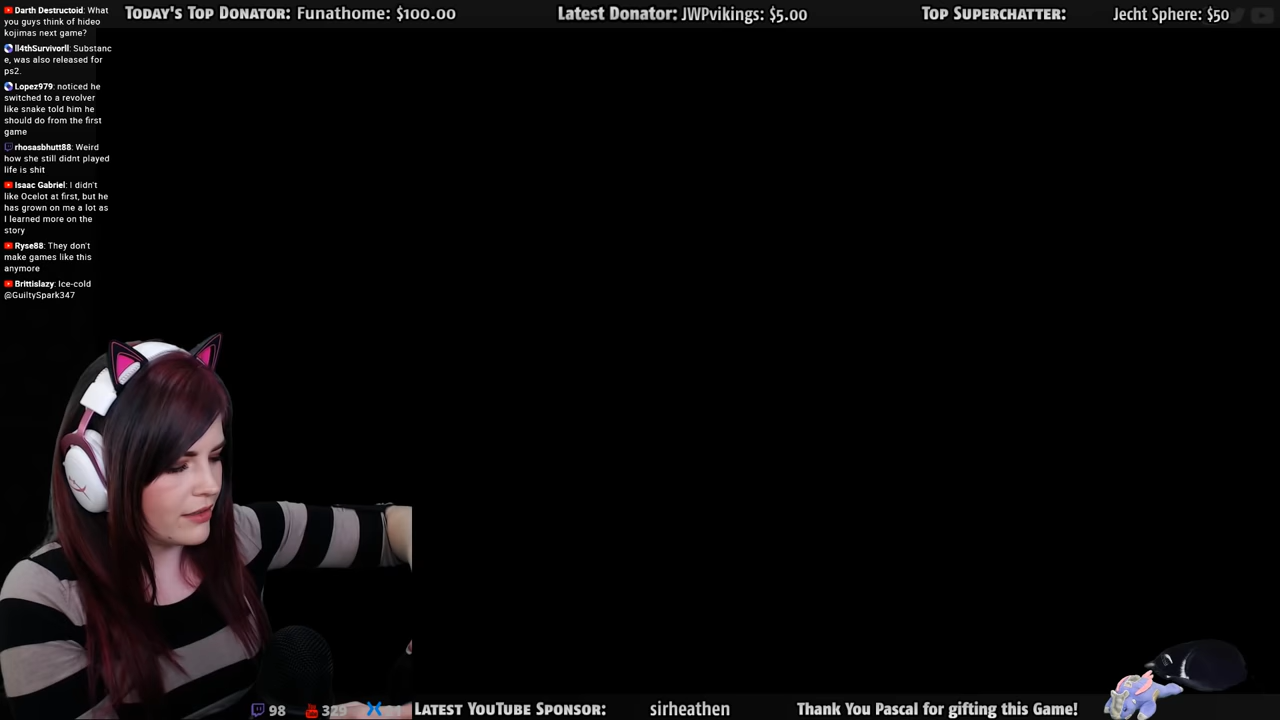 Today's Top Donator: Funathome: $100.00
Latest Donator: JWPvikings: $5.00
Top Superchatter: Jecht Sphere: $50
Darth Destructoid: What
you guys think of hideo
kojimas next game?
ll4thSurvivorll: Substanc
e, was also released for
ps2.
Lopez979: noticed he
switched to a revolver
like snake told him he
should do from the first
game
rhosasbhutt88: Weird
how she still didnt played
life is shit
Isaac Gabriel: I didn't
like Ocelot at first, but he
has grown on me a lot as
I learned more on the
story
Ryse88: They don't
make games like this
anymore
Brittislazy: Ice-cold
@GuiltySpark347
98
329
Latest YouTube Sponsor: sirheathen
Thank You Pascal for gifting this Game!